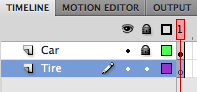 TIMELINE MOTION EDITOR OUTPUT
1
Car
Tire